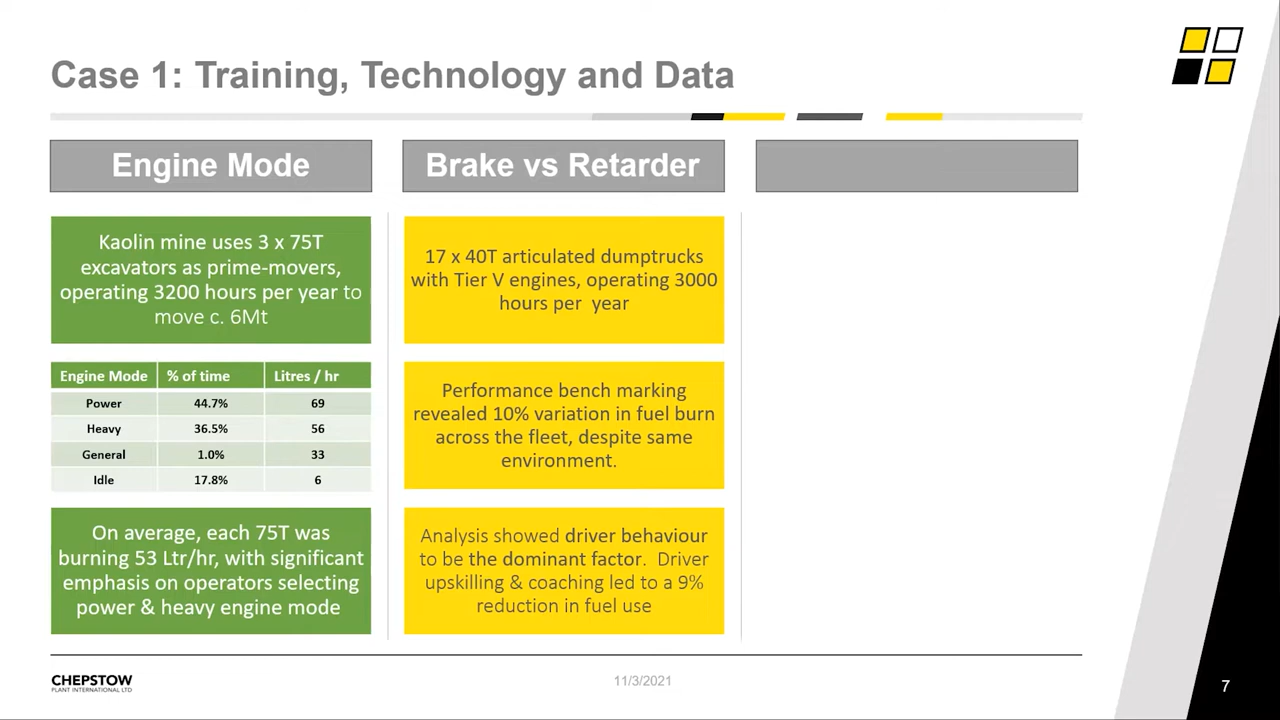 Case 1: Training, Technology and Data
Engine Mode
Kaolin mine uses 3 x 75T
excavators as prime-movers,
operating 3200 hours per year to
move c. 6Mt
Engine Mode % of time Litres / hr
Power 44.7% 69
Heavy 36.5% 56
General 1.0% 33
Idle 17.8% 6
On average, each 75T was
burning 53 Ltr/hr, with significant
emphasis on operators selecting
power & heavy engine mode
Brake vs Retarder
17 x 40T articulated dumptrucks
with Tier V engines, operating 3000
hours per year
Performance bench marking
revealed 10% variation in fuel burn
across the fleet, despite same
environment.
Analysis showed driver behaviour
to be the dominant factor. Driver
upskilling & coaching led to a 9%
reduction in fuel use
CHEPSTOW
PLANT INTERNATIONAL LTD
11/3/2021
7